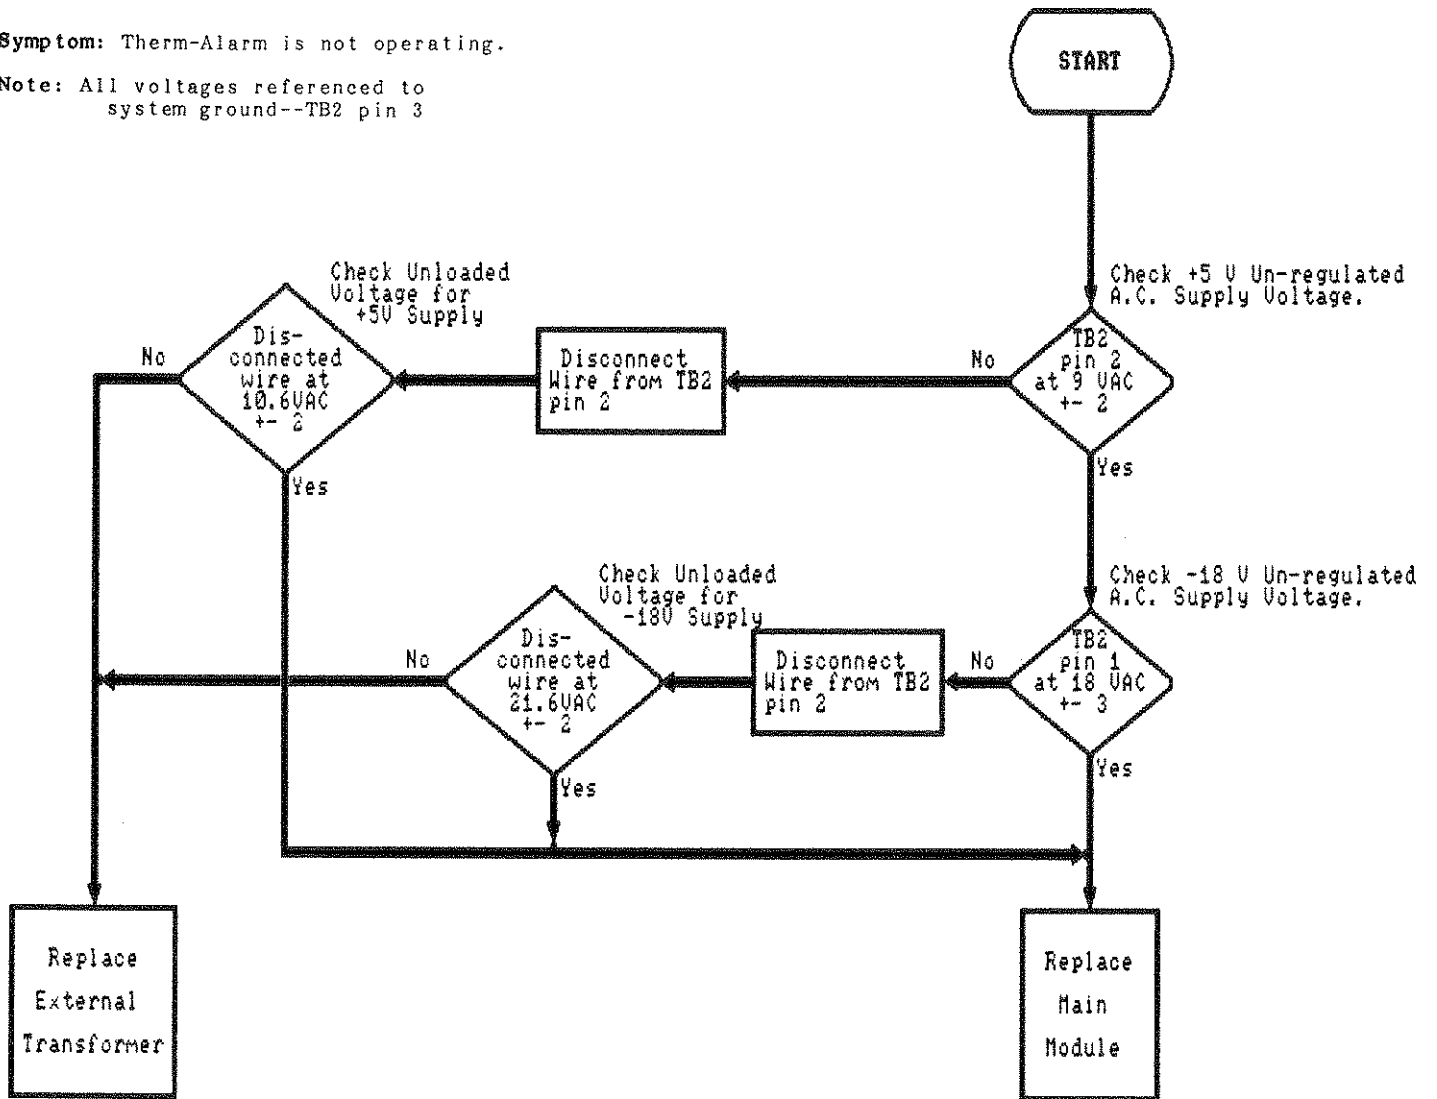 Symptom: Therm-Alarm is not operating.
Note: All voltages referenced to
system ground--TB2 pin 3
START
Check +5 V Un-regulated
A.C. Supply Voltage.
TB2
pin 2
at 9 VAC
+- 2
No
Yes
Disconnect
Wire from TB2
pin 2
Check Unloaded
Voltage for
+5V Supply
Dis-
connected
wire at
10.6VAC
+- 2
No
Yes
Check -18 V Un-regulated
A.C. Supply Voltage.
TB2
pin 1
at 18 VAC
+- 3
No
Yes
Disconnect
Wire from TB2
pin 2
Check Unloaded
Voltage for
-18V Supply
Dis-
connected
wire at
21.6VAC
+- 2
No
Yes
Replace
External
Transformer
Replace
Main
Module